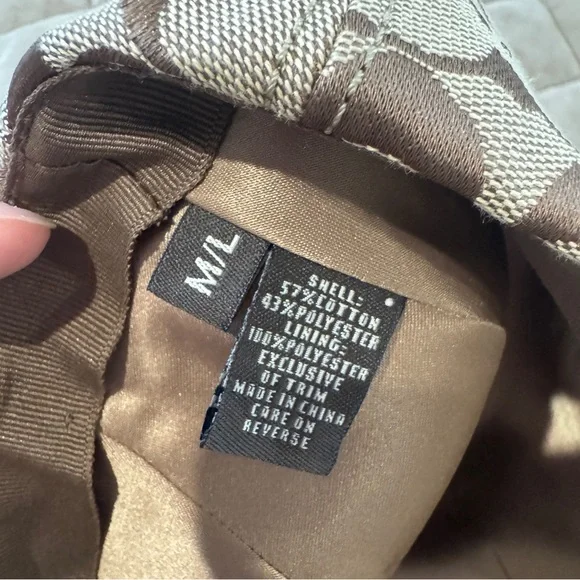 M/L
SHELL:
57%COTTON
43%POLYESTER
LINING:
100%POLYESTER
EXCLUSIVE
OF TRIM
MADE IN CHINA
CARE ON
REVERSE